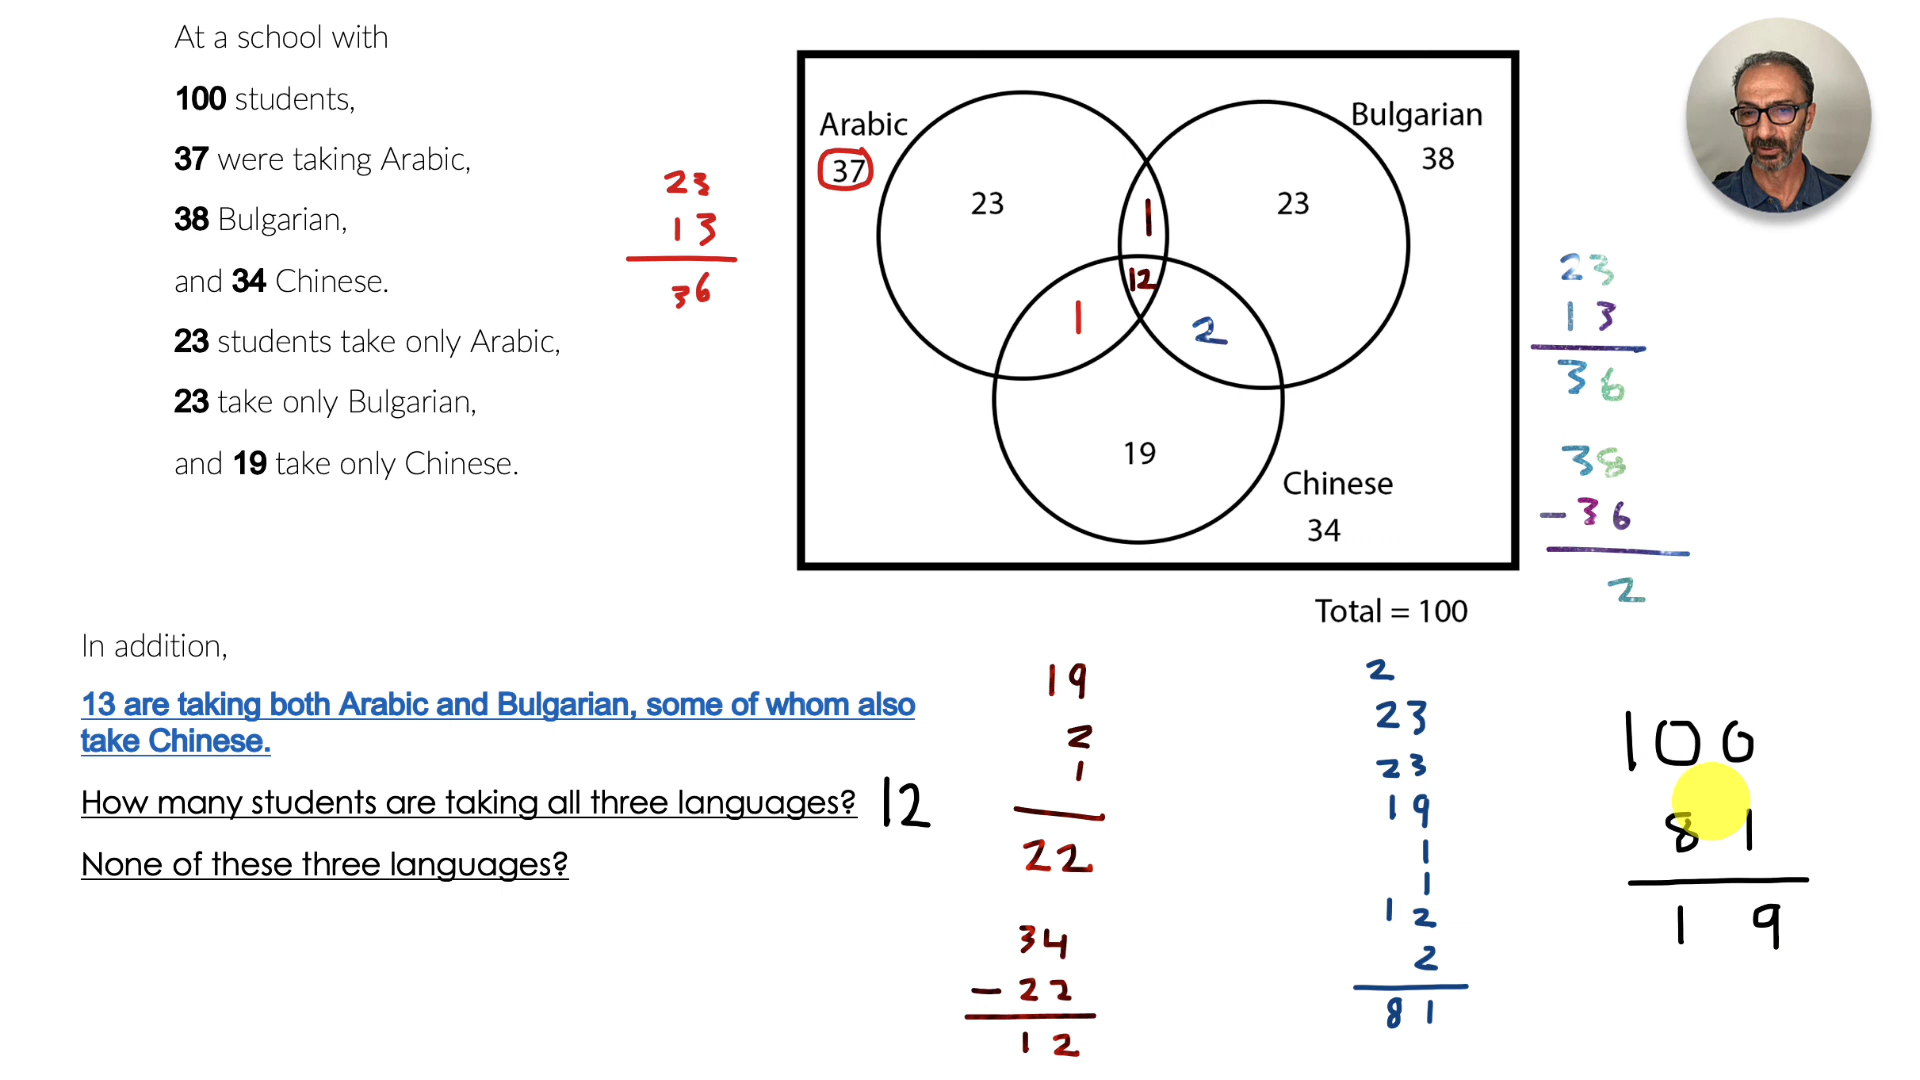 At a school with
100 students,
37 were taking Arabic,
38 Bulgarian,
and 34 Chinese.
23 students take only Arabic,
23 take only Bulgarian,
and 19 take only Chinese.
23
13
36
Arabic
37
Bulgarian
38
23
1
23
12
1
2
19
Chinese
34
Total = 100
23
13
36
38
-36
2
In addition,
13 are taking both Arabic and Bulgarian, some of whom also
take Chinese.
How many students are taking all three languages? 12
None of these three languages?
19
2
1
22
34
-22
12
2
23
23
19
1
1
12
2
81
100
81
19